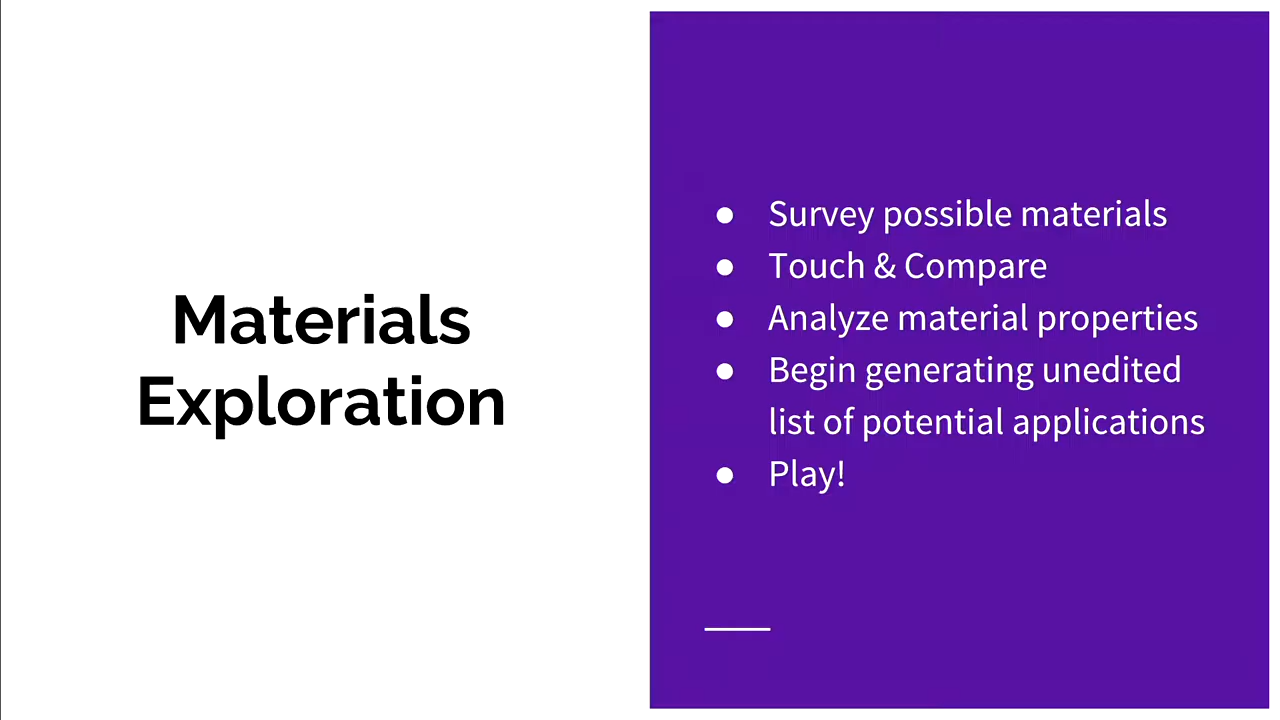 Materials
Exploration
● Survey possible materials
● Touch & Compare
● Analyze material properties
● Begin generating unedited
list of potential applications
● Play!